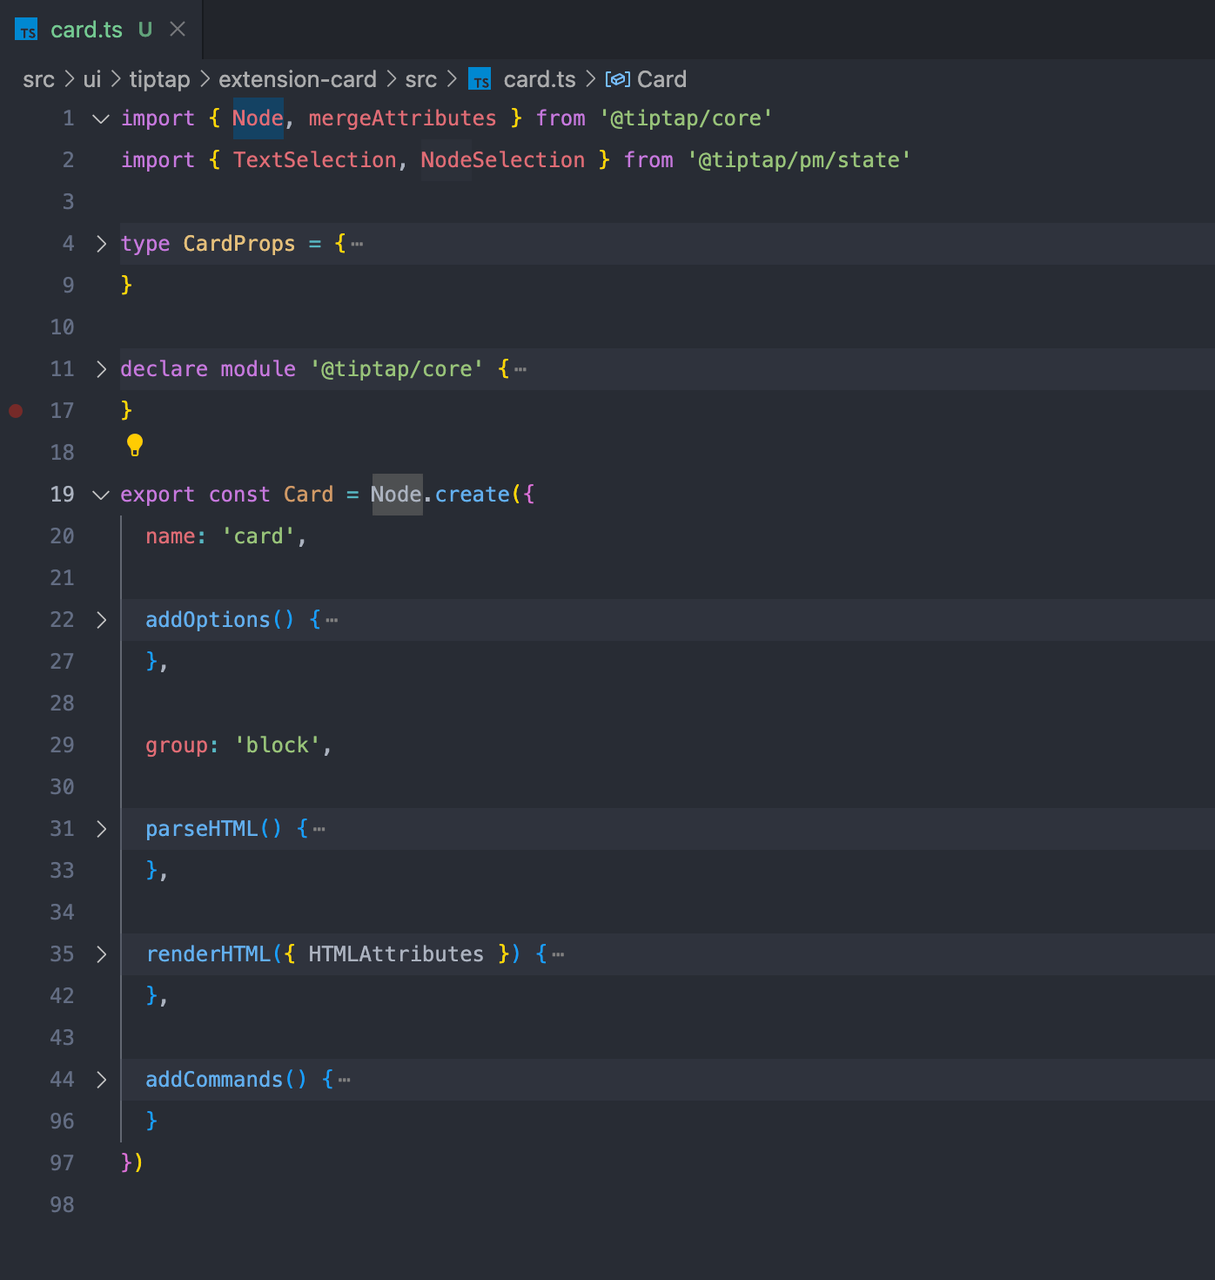 TS card.ts U
src > ui > tiptap > extension-card > src > TS card.ts > Card
1 import { Node, mergeAttributes } from '@tiptap/core'
2 import { TextSelection, NodeSelection } from '@tiptap/pm/state'
3
4 type CardProps = {⋯
9 }
10
11 declare module '@tiptap/core' {⋯
17 }
18
19 export const Card = Node.create({
20 name: 'card',
21
22 addOptions() {⋯
27 },
28
29 group: 'block',
30
31 parseHTML() {⋯
33 },
34
35 renderHTML({ HTMLAttributes }) {⋯
42 },
43
44 addCommands() {⋯
96 }
97 })
98